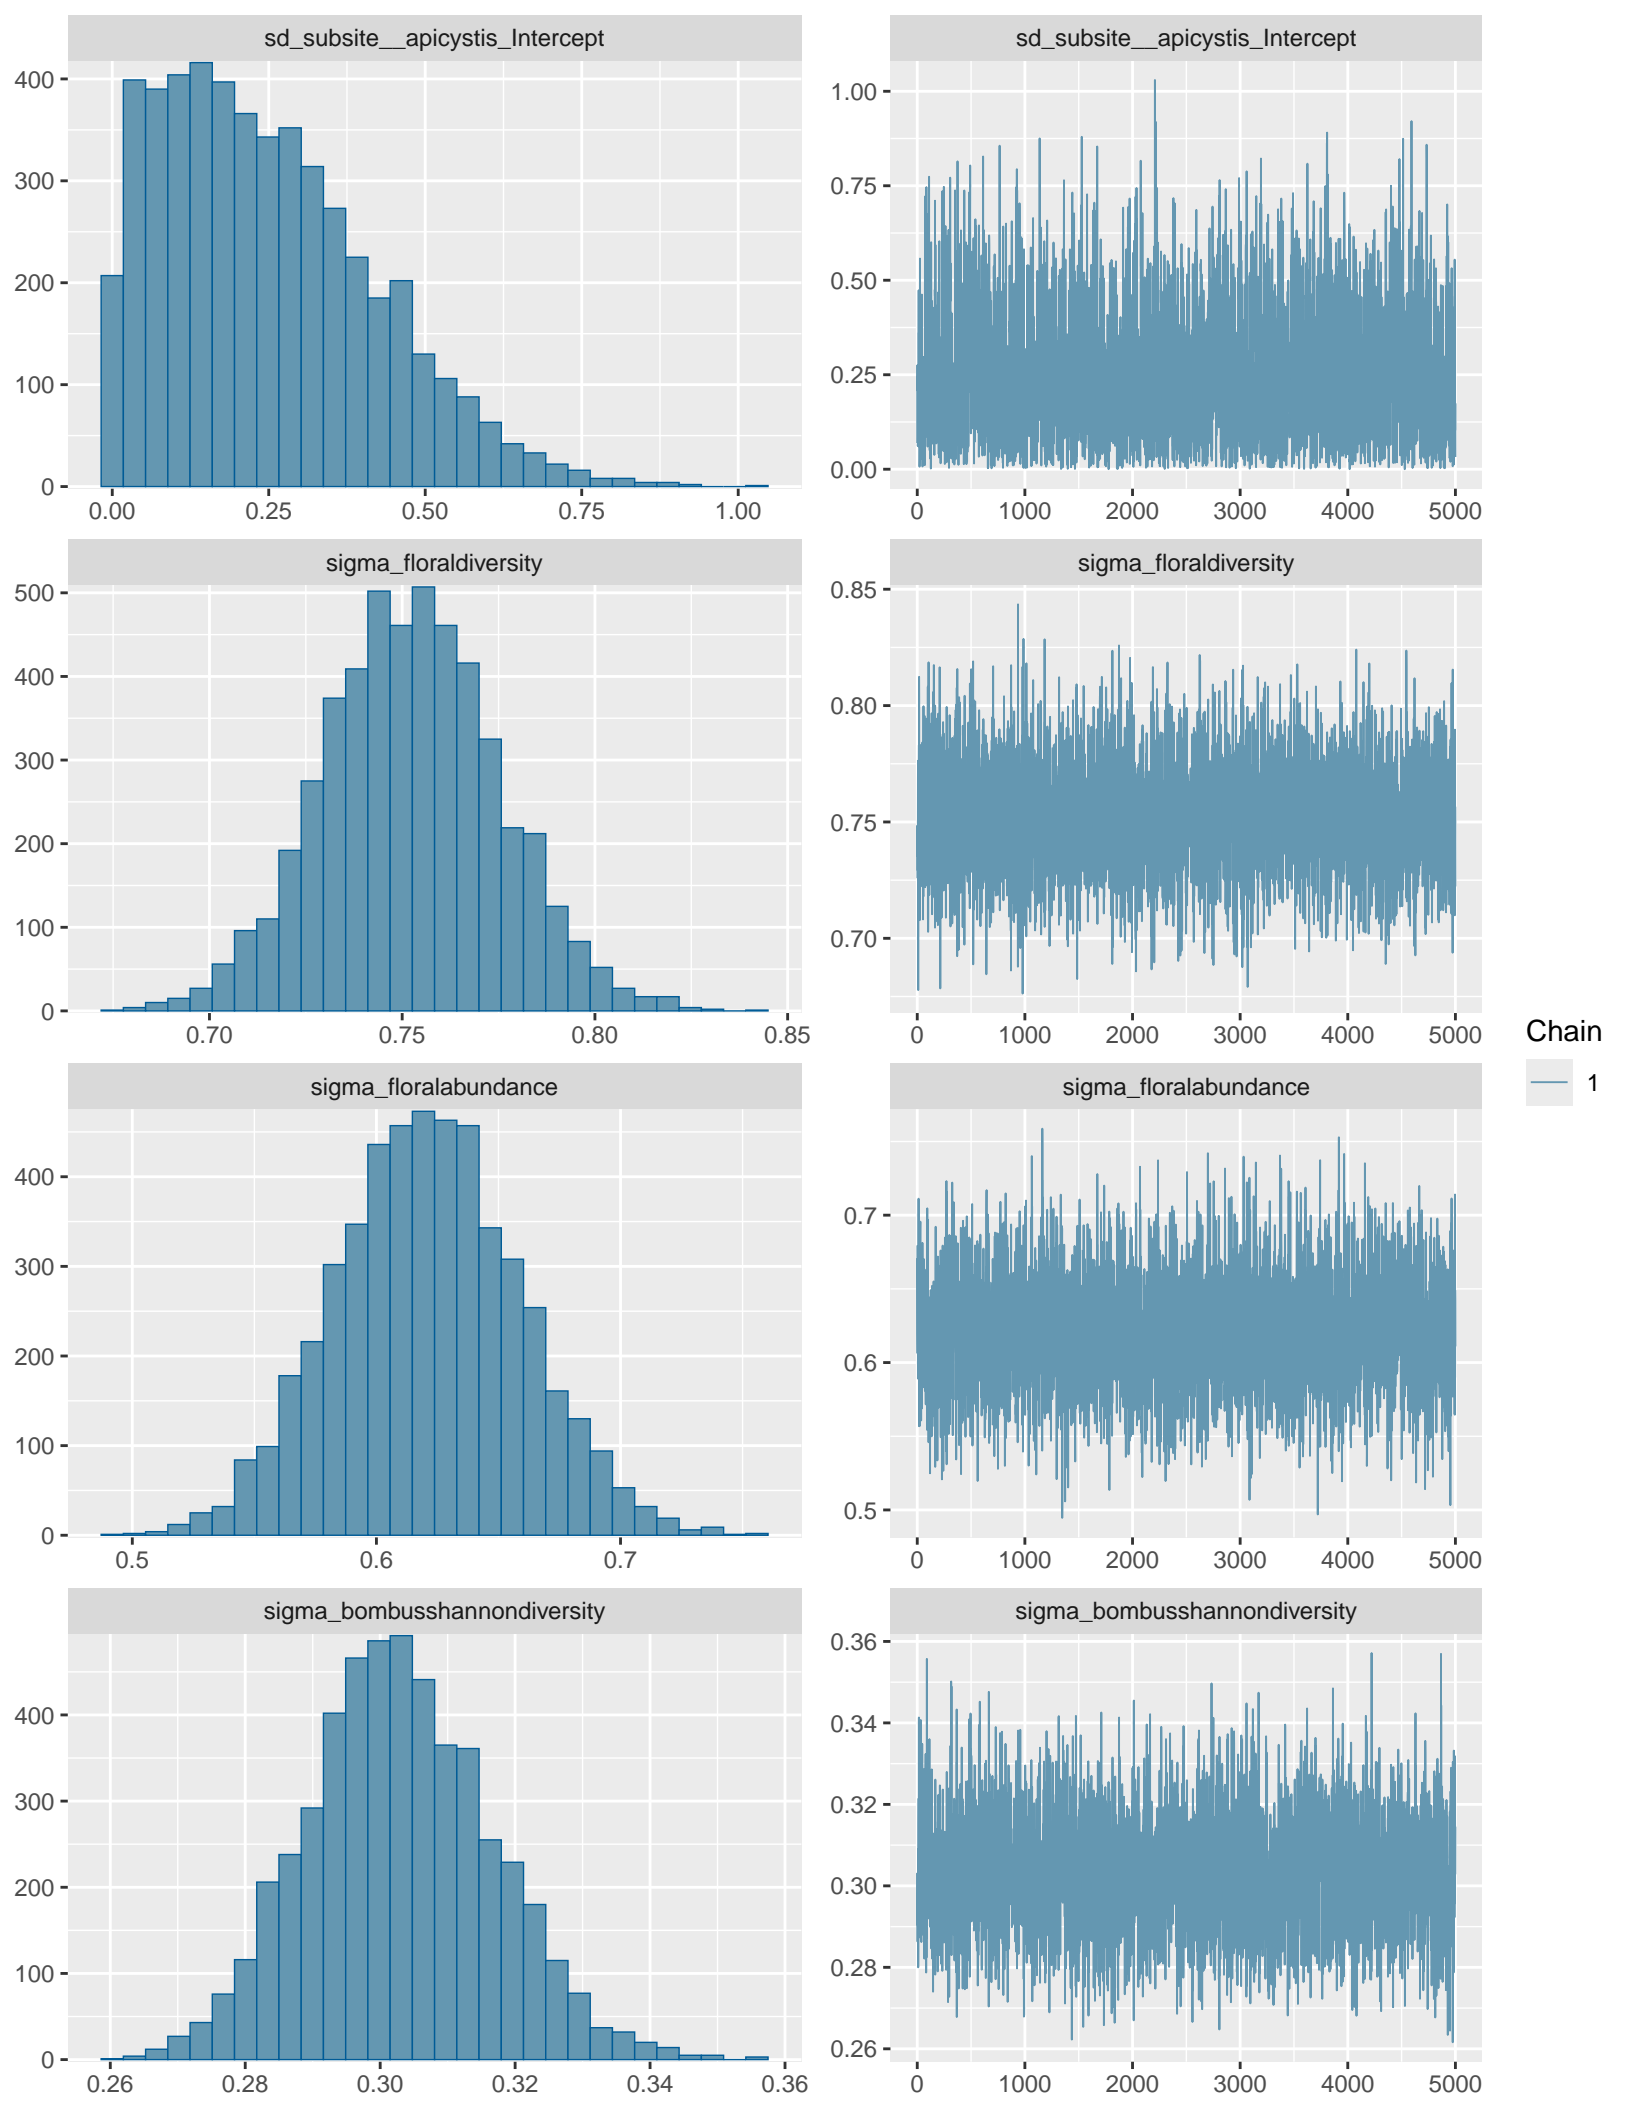 sd_subsite__apicystis_Intercept
400
300
200
100
0
0.00 0.25 0.50 0.75 1.00
sd_subsite__apicystis_Intercept
1.00
0.75
0.50
0.25
0.00
0 1000 2000 3000 4000 5000
sigma_floraldiversity
500
400
300
200
100
0
0.70 0.75 0.80 0.85
sigma_floraldiversity
0.85
0.80
0.75
0.70
0 1000 2000 3000 4000 5000
sigma_floralabundance
400
300
200
100
0
0.5 0.6 0.7
sigma_floralabundance
0.7
0.6
0.5
0 1000 2000 3000 4000 5000
sigma_bombusshannondiversity
400
300
200
100
0
0.26 0.28 0.30 0.32 0.34 0.36
sigma_bombusshannondiversity
0.36
0.34
0.32
0.30
0.28
0.26
0 1000 2000 3000 4000 5000
Chain
1